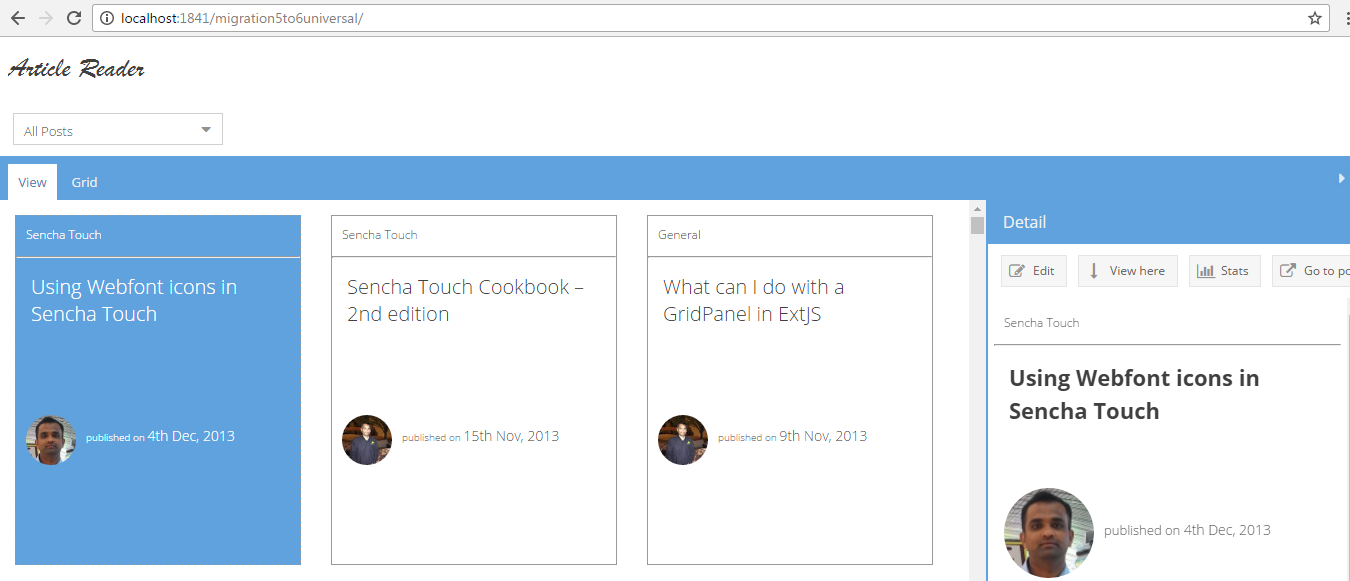 localhost:1841/migration5to6universal/
Article Reader
All Posts
View Grid
Sencha Touch
Using Webfont icons in
Sencha Touch
published on 4th Dec, 2013
Sencha Touch
Sencha Touch Cookbook –
2nd edition
published on 15th Nov, 2013
General
What can I do with a
GridPanel in ExtJS
published on 9th Nov, 2013
Detail
Edit View here Stats Go to po
Sencha Touch
Using Webfont icons in
Sencha Touch
published on 4th Dec, 2013